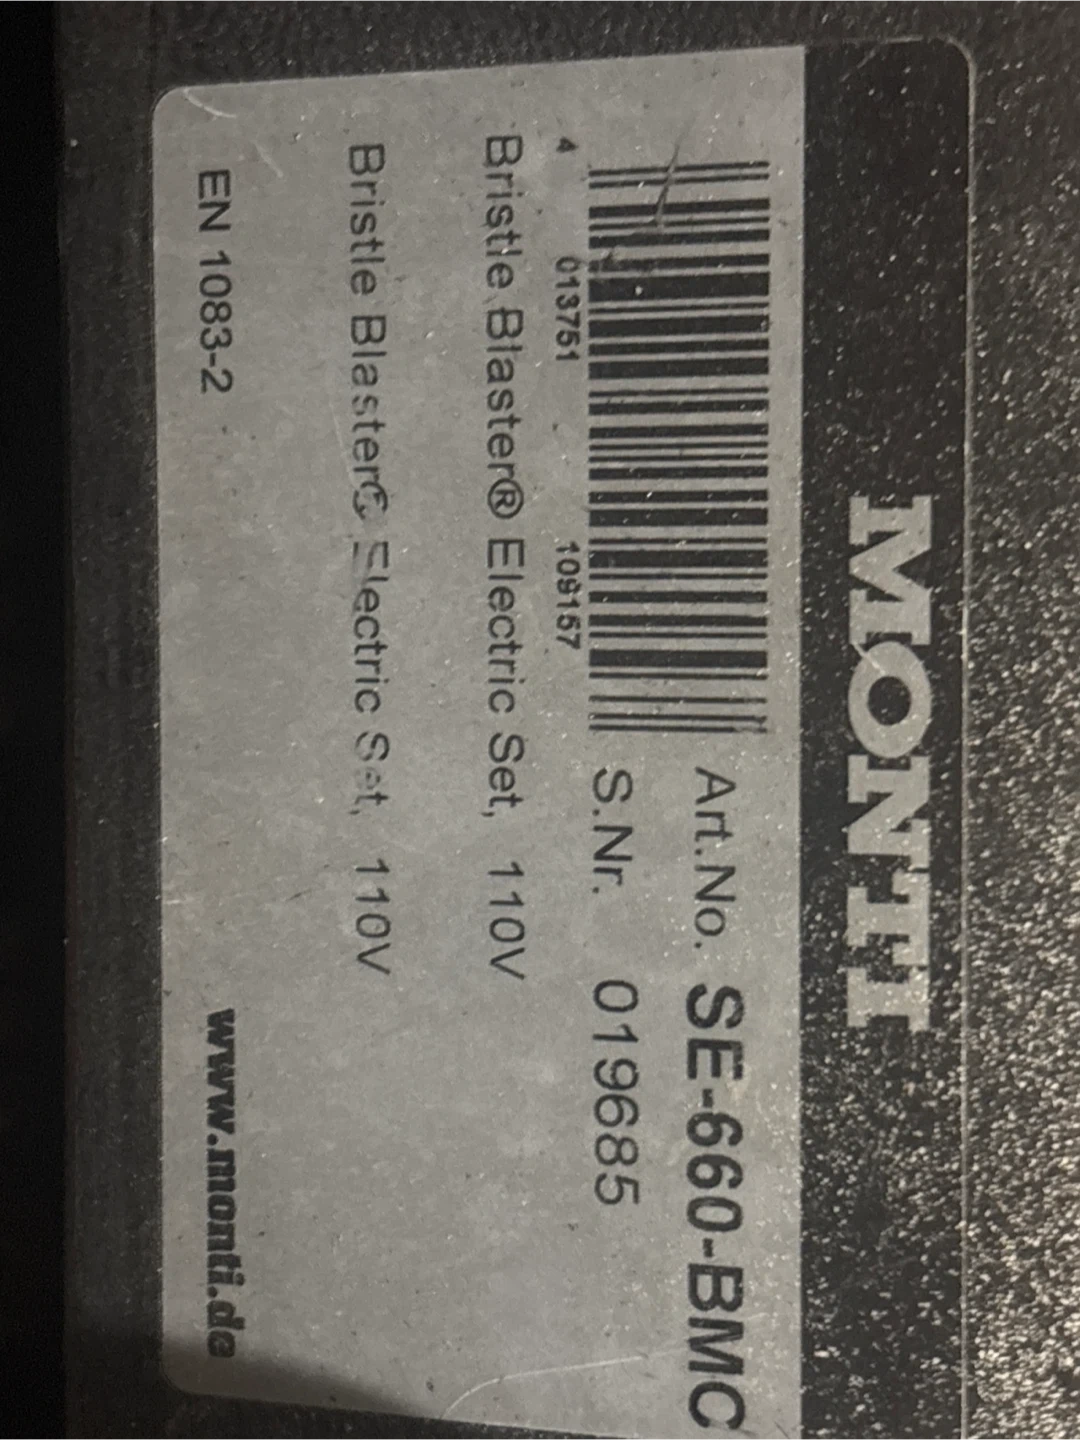 MONTI
Art.No. SE-660-BMC
S.Nr. 019685
4 013751 109157
Bristle Blaster® Electric Set, 110V
Bristle Blaster® Electric Set, 110V
EN 1083-2
www.monti.de